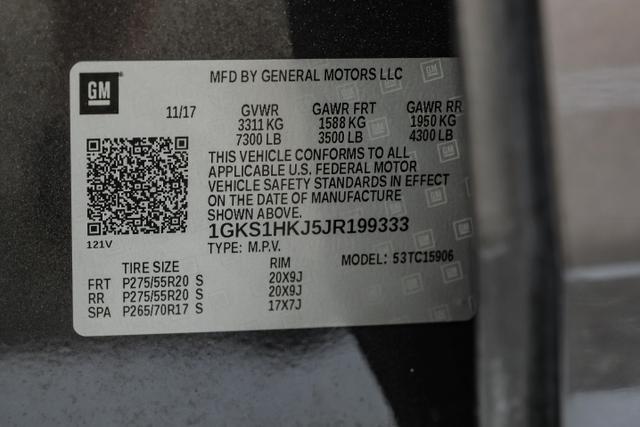 GM
MFD BY GENERAL MOTORS LLC
11/17 GVWR GAWR FRT GAWR RR
3311 KG 1588 KG 1950 KG
7300 LB 3500 LB 4300 LB
THIS VEHICLE CONFORMS TO ALL
APPLICABLE U.S. FEDERAL MOTOR
VEHICLE SAFETY STANDARDS IN EFFECT
ON THE DATE OF MANUFACTURE
SHOWN ABOVE.
1GKS1HKJ5JR199333
121V
TYPE: M.P.V.
MODEL: 53TC15906
TIRE SIZE RIM
FRT P275/55R20 S 20X9J
RR P275/55R20 S 20X9J
SPA P265/70R17 S 17X7J